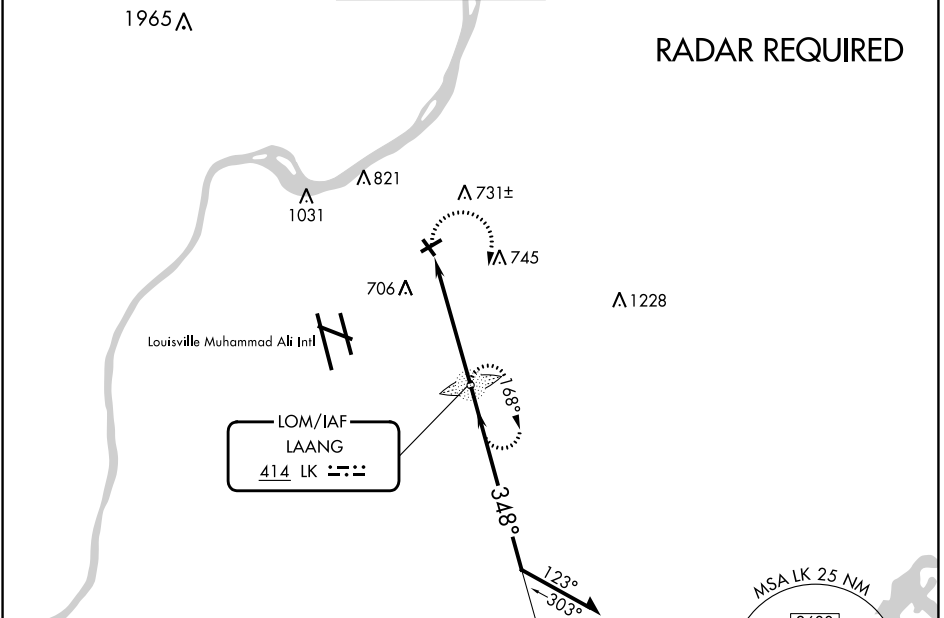 1965
RADAR REQUIRED
821
731±
1031
745
706
1228
Louisville Muhammad Ali Intl
168°
LOM/IAF
LAANG
414 LK
348°
123°
303°
MSA LK 25 NM